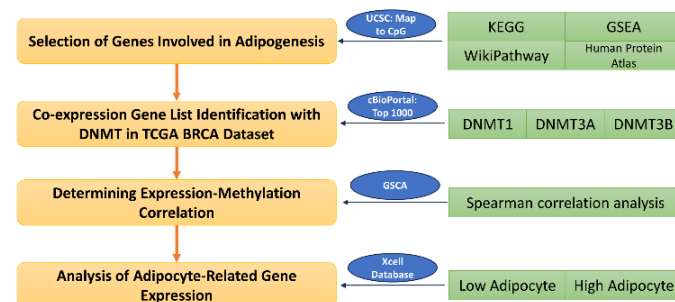 Selection of Genes Involved in Adipogenesis
UCSC: Map
to CpG
KEGG
GSEA
WikiPathway
Human Protein
Atlas
Co-expression Gene List Identification with
DNMT in TCGA BRCA Dataset
cBioPortal:
Top 1000
DNMT1
DNMT3A
DNMT3B
Determining Expression-Methylation
Correlation
GSCA
Spearman correlation analysis
Analysis of Adipocyte-Related Gene
Expression
Xcell
Database
Low Adipocyte
High Adipocyte